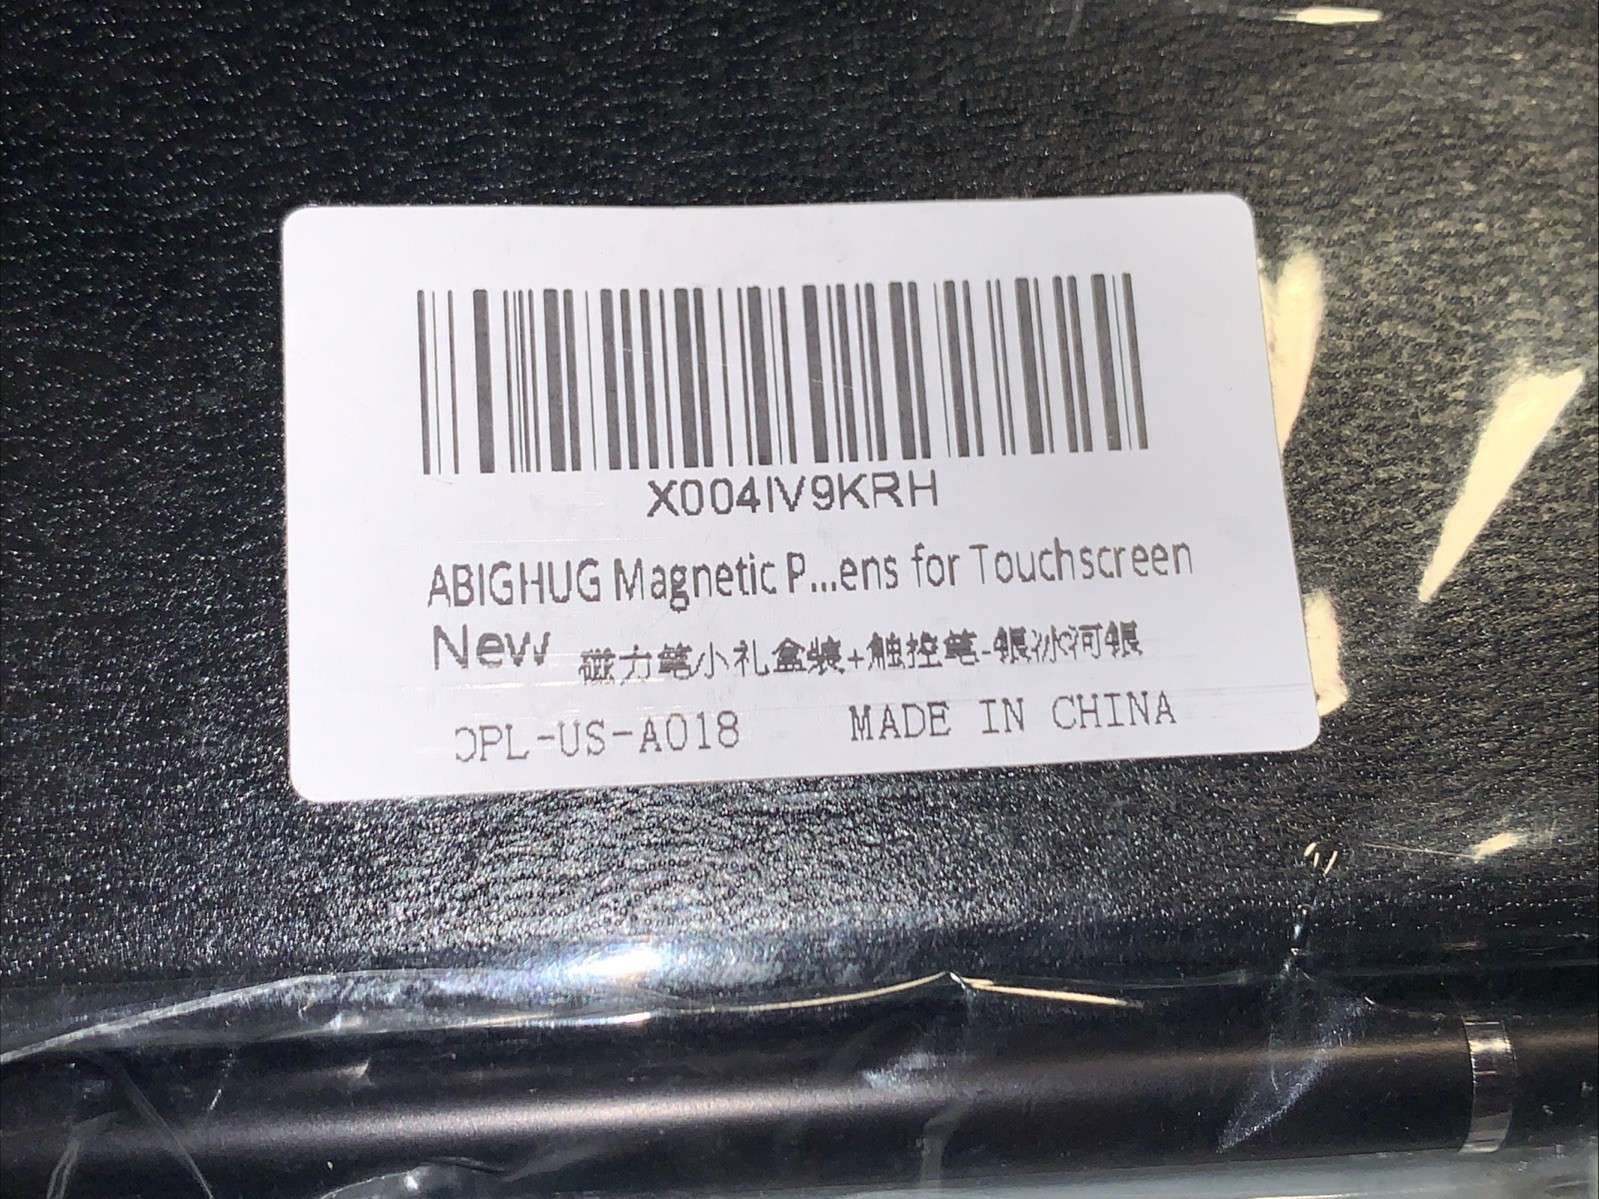 X004IV9KRH
ABIGHUG Magnetic P...ens for Touchscreen
New 磁力笔小礼盒装+触控笔-银冰河银
OPL-US-A018 MADE IN CHINA